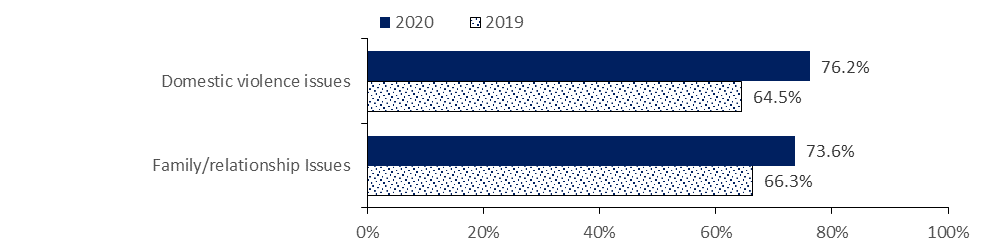 2020 2019
Domestic violence issues
76.2%
64.5%
Family/relationship Issues
73.6%
66.3%
0% 20% 40% 60% 80% 100%